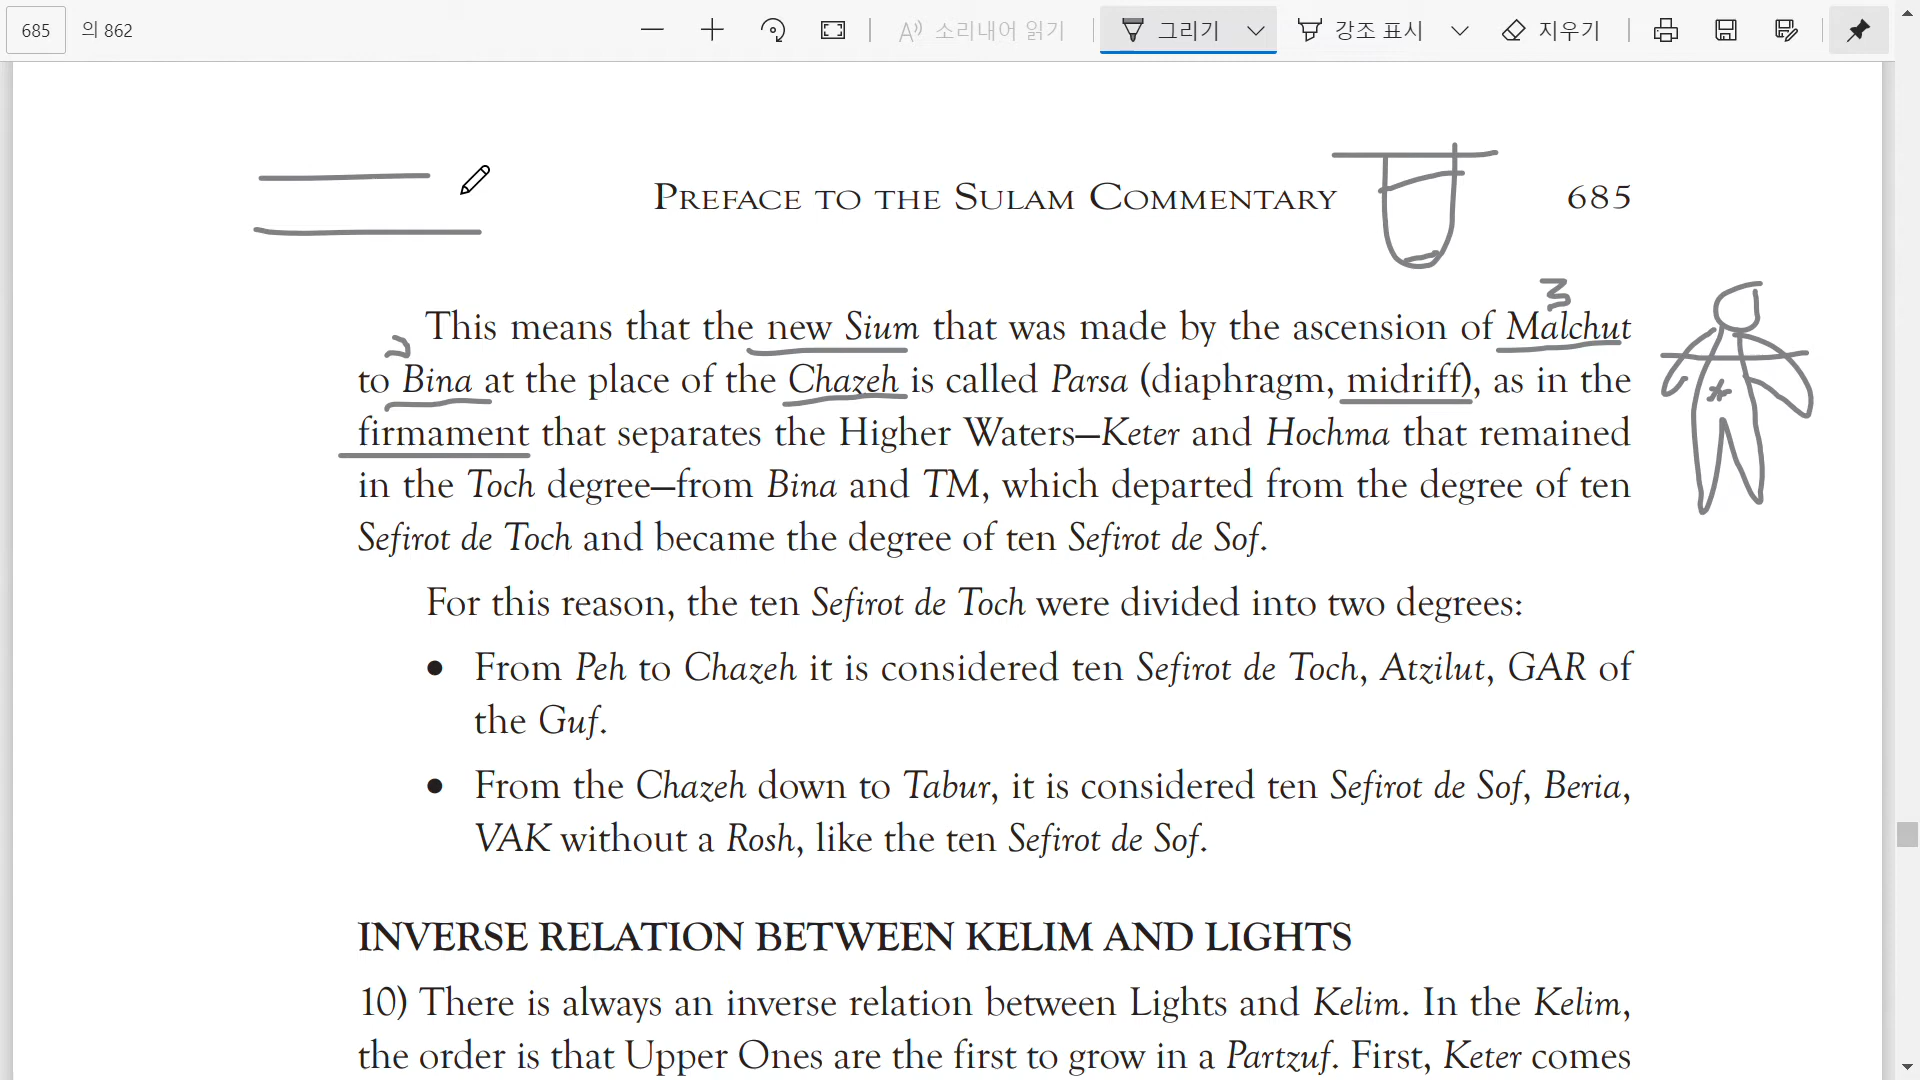 685 의 862 소리내어 읽기 그리기 강조 표시 지우기
PREFACE TO THE SULAM COMMENTARY 685
3
This means that the new Sium that was made by the ascension of Malchut
2
to Bina at the place of the Chazeh is called Parsa (diaphragm, midriff), as in the
firmament that separates the Higher Waters—Keter and Hochma that remained
in the Toch degree—from Bina and TM, which departed from the degree of ten
Sefirot de Toch and became the degree of ten Sefirot de Sof.
For this reason, the ten Sefirot de Toch were divided into two degrees:
• From Peh to Chazeh it is considered ten Sefirot de Toch, Atzilut, GAR of
the Guf.
• From the Chazeh down to Tabur, it is considered ten Sefirot de Sof, Beria,
VAK without a Rosh, like the ten Sefirot de Sof.
INVERSE RELATION BETWEEN KELIM AND LIGHTS
10) There is always an inverse relation between Lights and Kelim. In the Kelim,
the order is that Upper Ones are the first to grow in a Partzuf. First, Keter comes